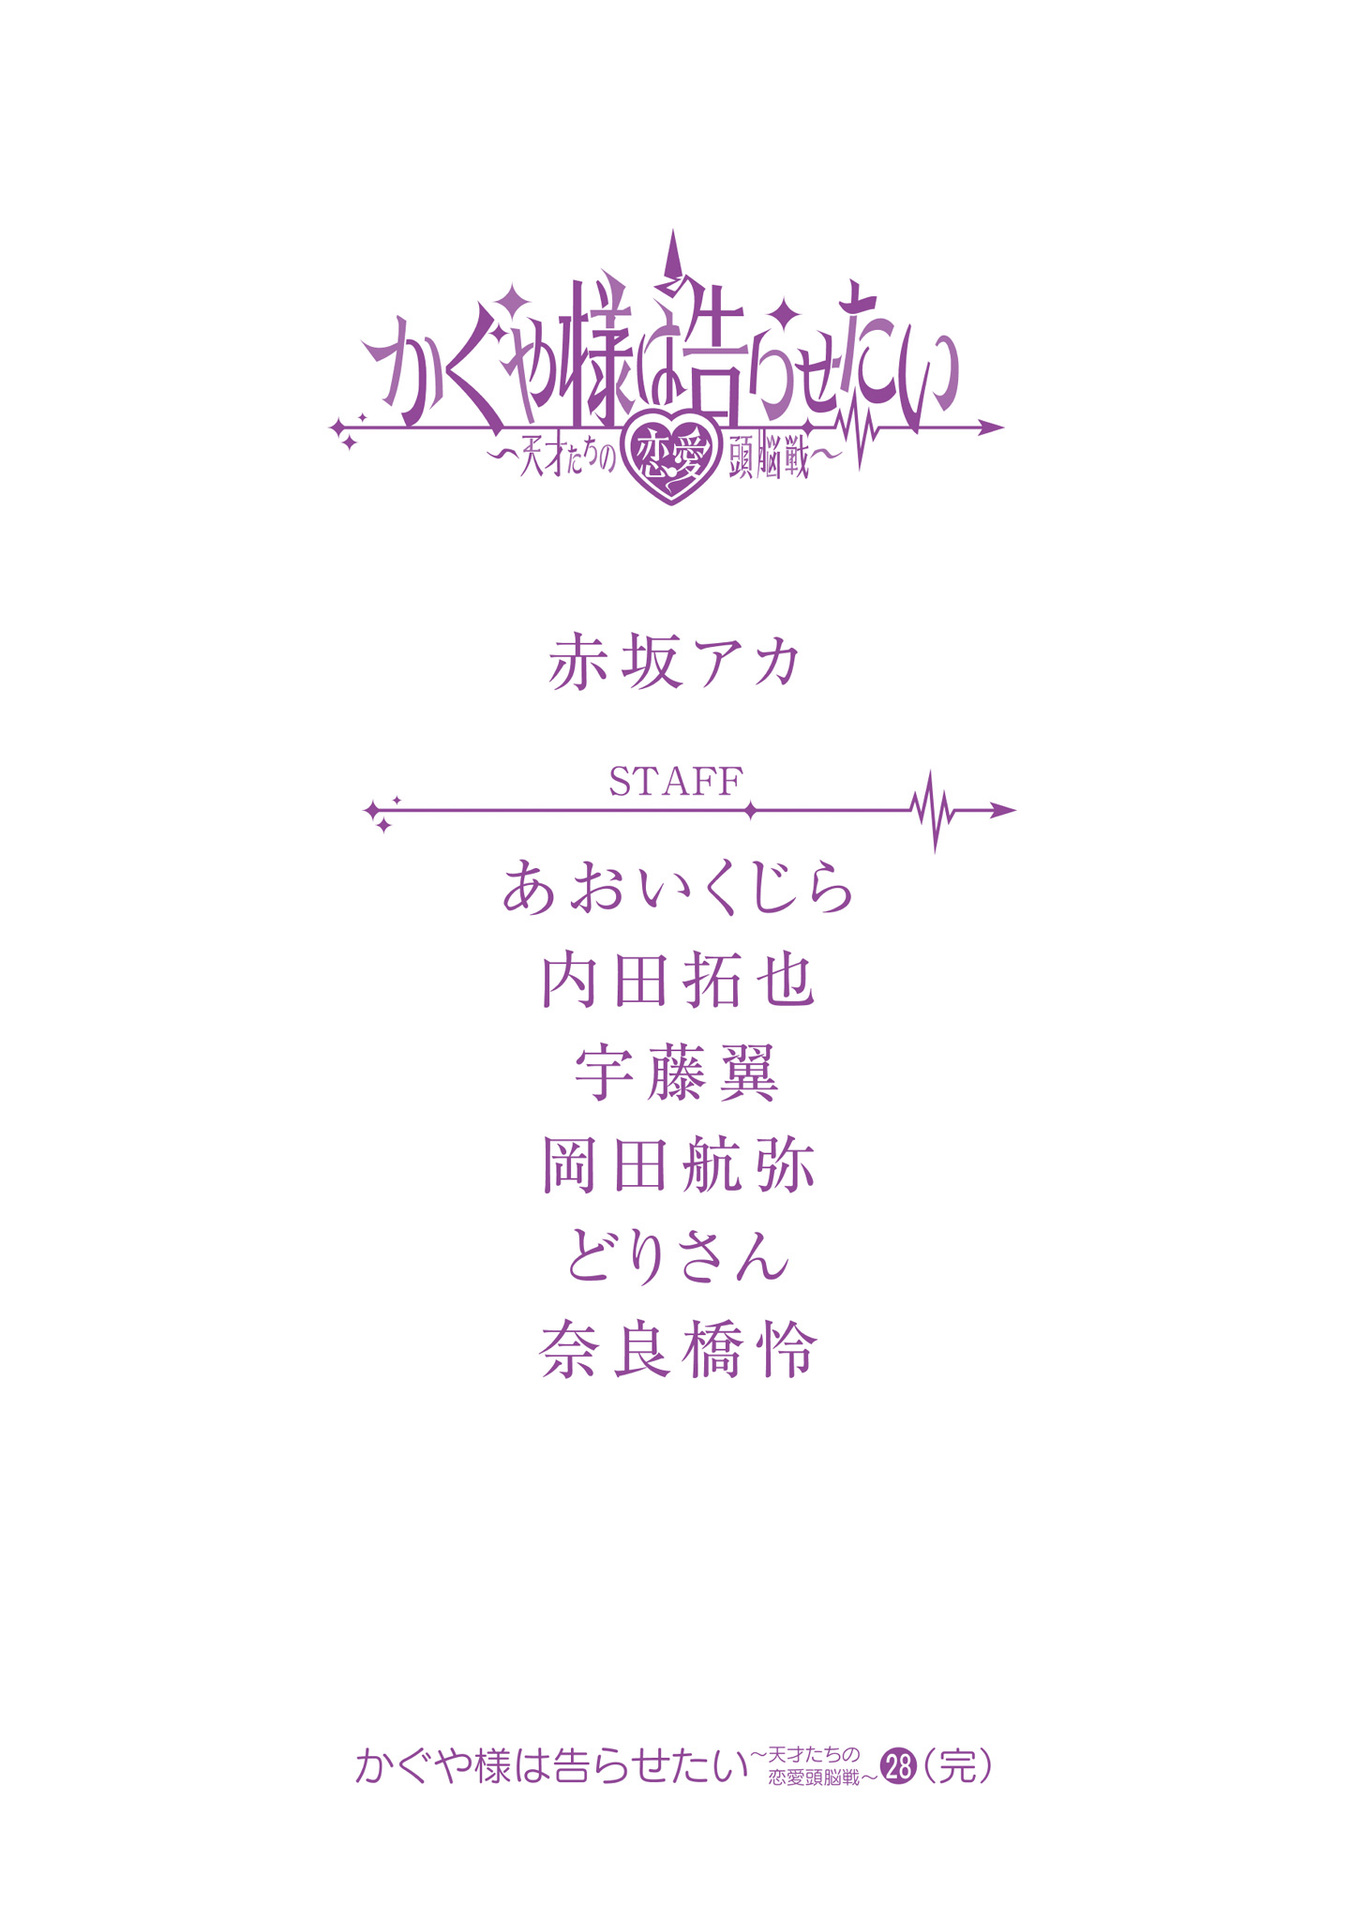 かぐや様は告らせたい
～天才たちの恋愛頭脳戦～
赤坂アカ
STAFF
あおいくじら
内田拓也
宇藤翼
岡田航弥
どりさん
奈良橋怜
かぐや様は告らせたい～天才たちの恋愛頭脳戦～28（完）